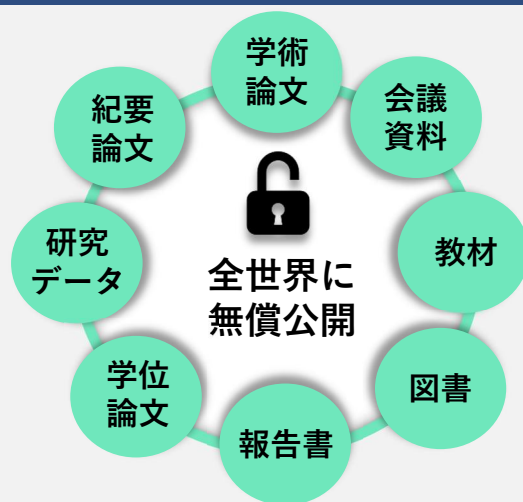 学術
論文
会議
資料
教材
図書
報告書
学位
論文
研究
データ
紀要
論文
全世界に
無償公開